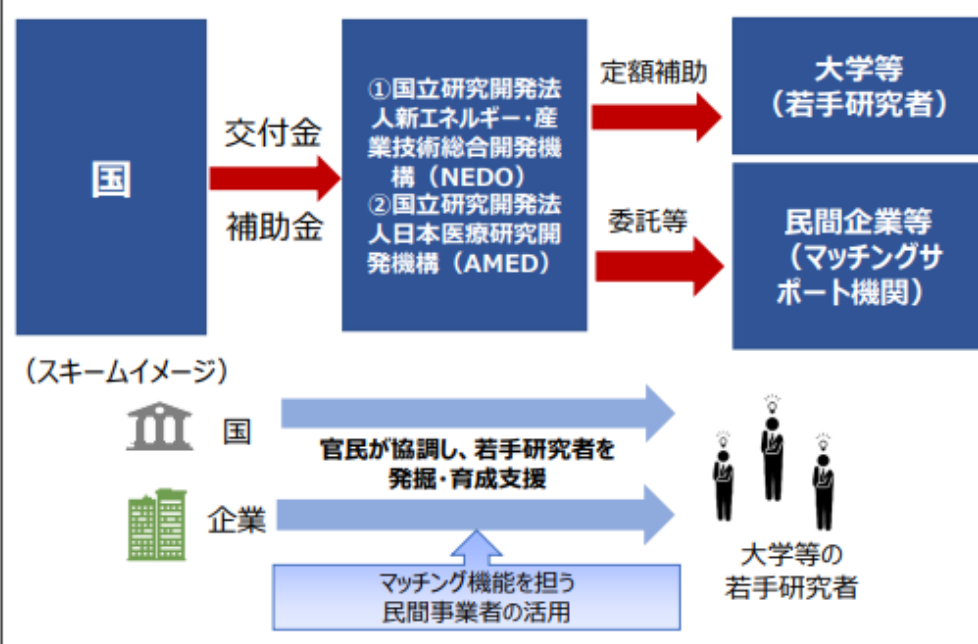 国
交付金
補助金
①国立研究開発法
人新エネルギー・産
業技術総合開発機
構（NEDO）
②国立研究開発法
人日本医療研究開
発機構（AMED）
定額補助
大学等
（若手研究者）
委託等
民間企業等
（マッチングサ
ポート機関）
（スキームイメージ）
国
官民が協調し、若手研究者を
発掘・育成支援
企業
マッチング機能を担う
民間事業者の活用
大学等の
若手研究者